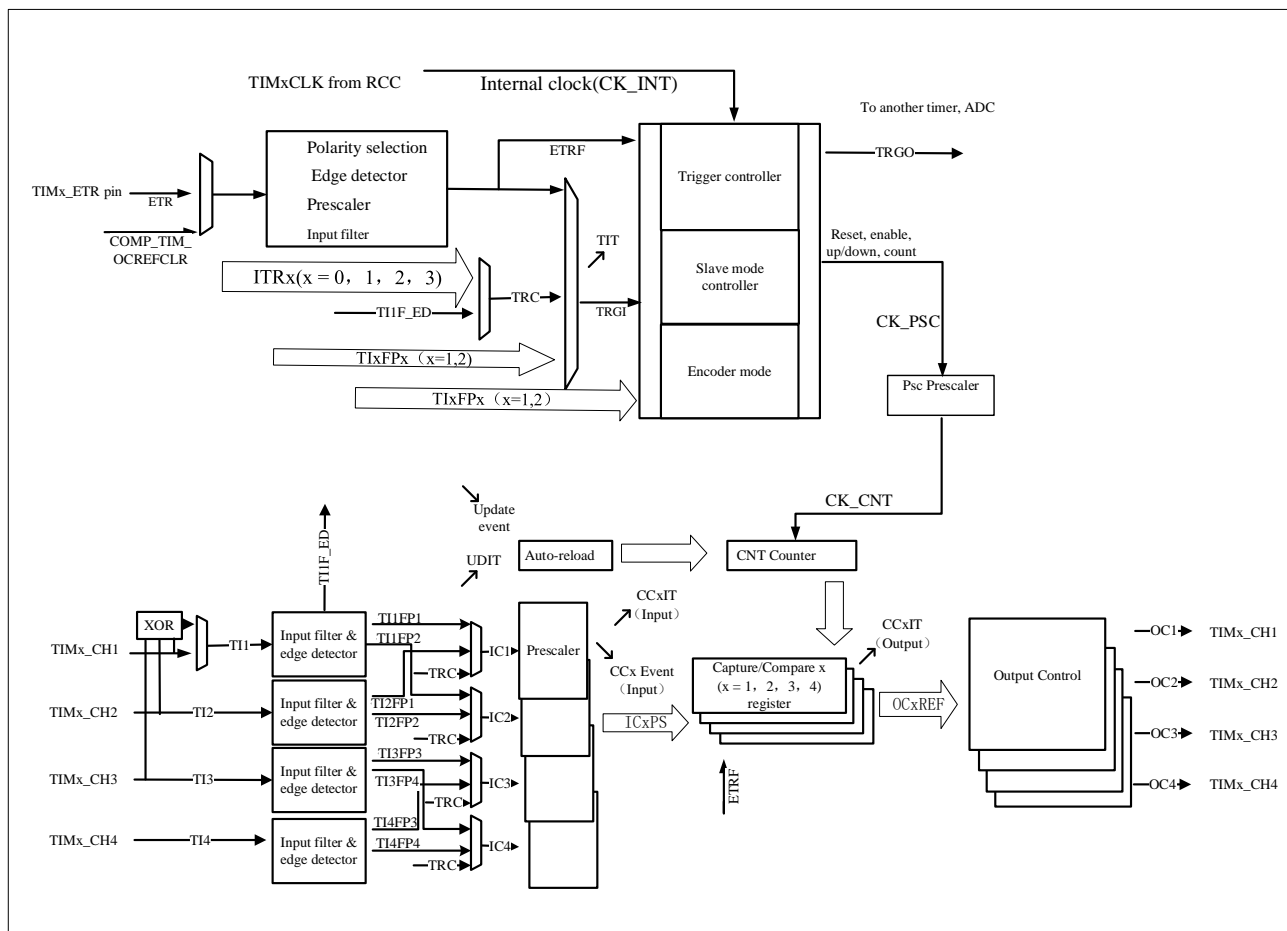 TIMxCLK from RCC
Internal clock(CK_INT)
To another timer, ADC
TRGO
Polarity selection
Edge detector
Prescaler
Input filter
ETRF
TIMx_ETR pin
ETR
COMP_TIM_
OCREFCLR
Trigger controller
Slave mode
controller
Encoder mode
Reset, enable,
up/down, count
TIT
ITRx(x = 0，1，2，3)
TRC
TRGI
TI1F_ED
TIxFPx（x=1,2)
TIxFPx（x=1,2）
CK_PSC
Psc Prescaler
CK_CNT
Update
event
UDIT
Auto-reload
CNT Counter
TI1F_ED
XOR
TIMx_CH1
TI1
Input filter &
edge detector
TI1FP1
TI1FP2
TRC
IC1
Prescaler
CCxIT
（Input）
CCx Event
（Input）
TIMx_CH2
TI2
Input filter &
edge detector
TI2FP1
TI2FP2
TRC
IC2
ICxPS
Capture/Compare x
(x = 1，2，3，4)
register
CCxIT
（Output）
OCxREF
ETRF
TIMx_CH3
TI3
Input filter &
edge detector
TI3FP3
TI3FP4
TRC
IC3
TIMx_CH4
TI4
Input filter &
edge detector
TI4FP3
TI4FP4
TRC
IC4
Output Control
OC1
TIMx_CH1
OC2
TIMx_CH2
OC3
TIMx_CH3
OC4
TIMx_CH4